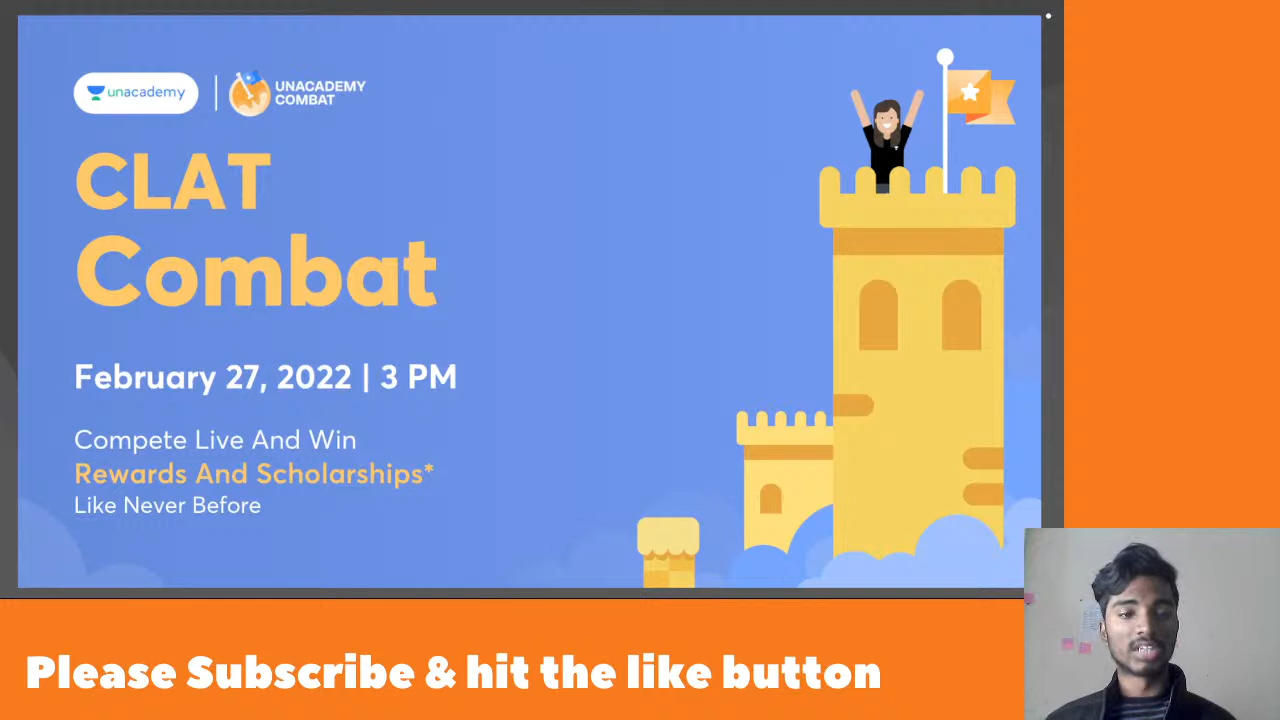 unacademy
UNACADEMY
COMBAT
CLAT
Combat
February 27, 2022 | 3 PM
Compete Live And Win
Rewards And Scholarships*
Like Never Before
Please Subscribe & hit the like button